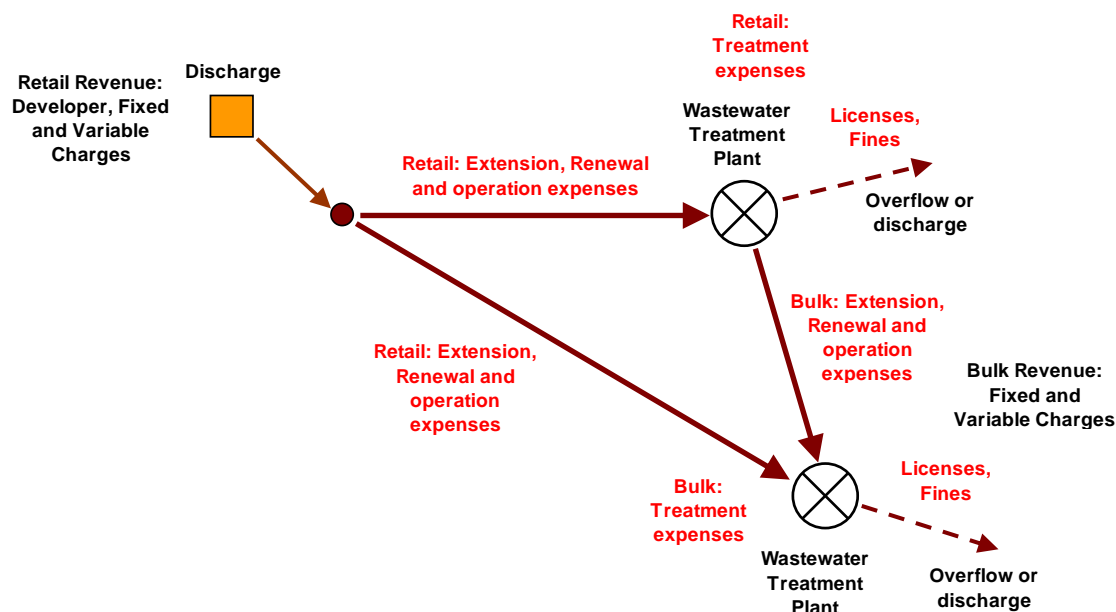 Retail:
Treatment
expenses
Discharge
Retail Revenue:
Developer, Fixed
and Variable
Charges
Wastewater
Treatment
Plant
Licenses,
Fines
Retail: Extension, Renewal
and operation expenses
Overflow or
discharge
Bulk: Extension,
Renewal and
operation
expenses
Retail: Extension,
Renewal and
operation
expenses
Bulk Revenue:
Fixed and
Variable Charges
Licenses,
Fines
Bulk:
Treatment
expenses
Wastewater
Treatment
Plant
Overflow or
discharge